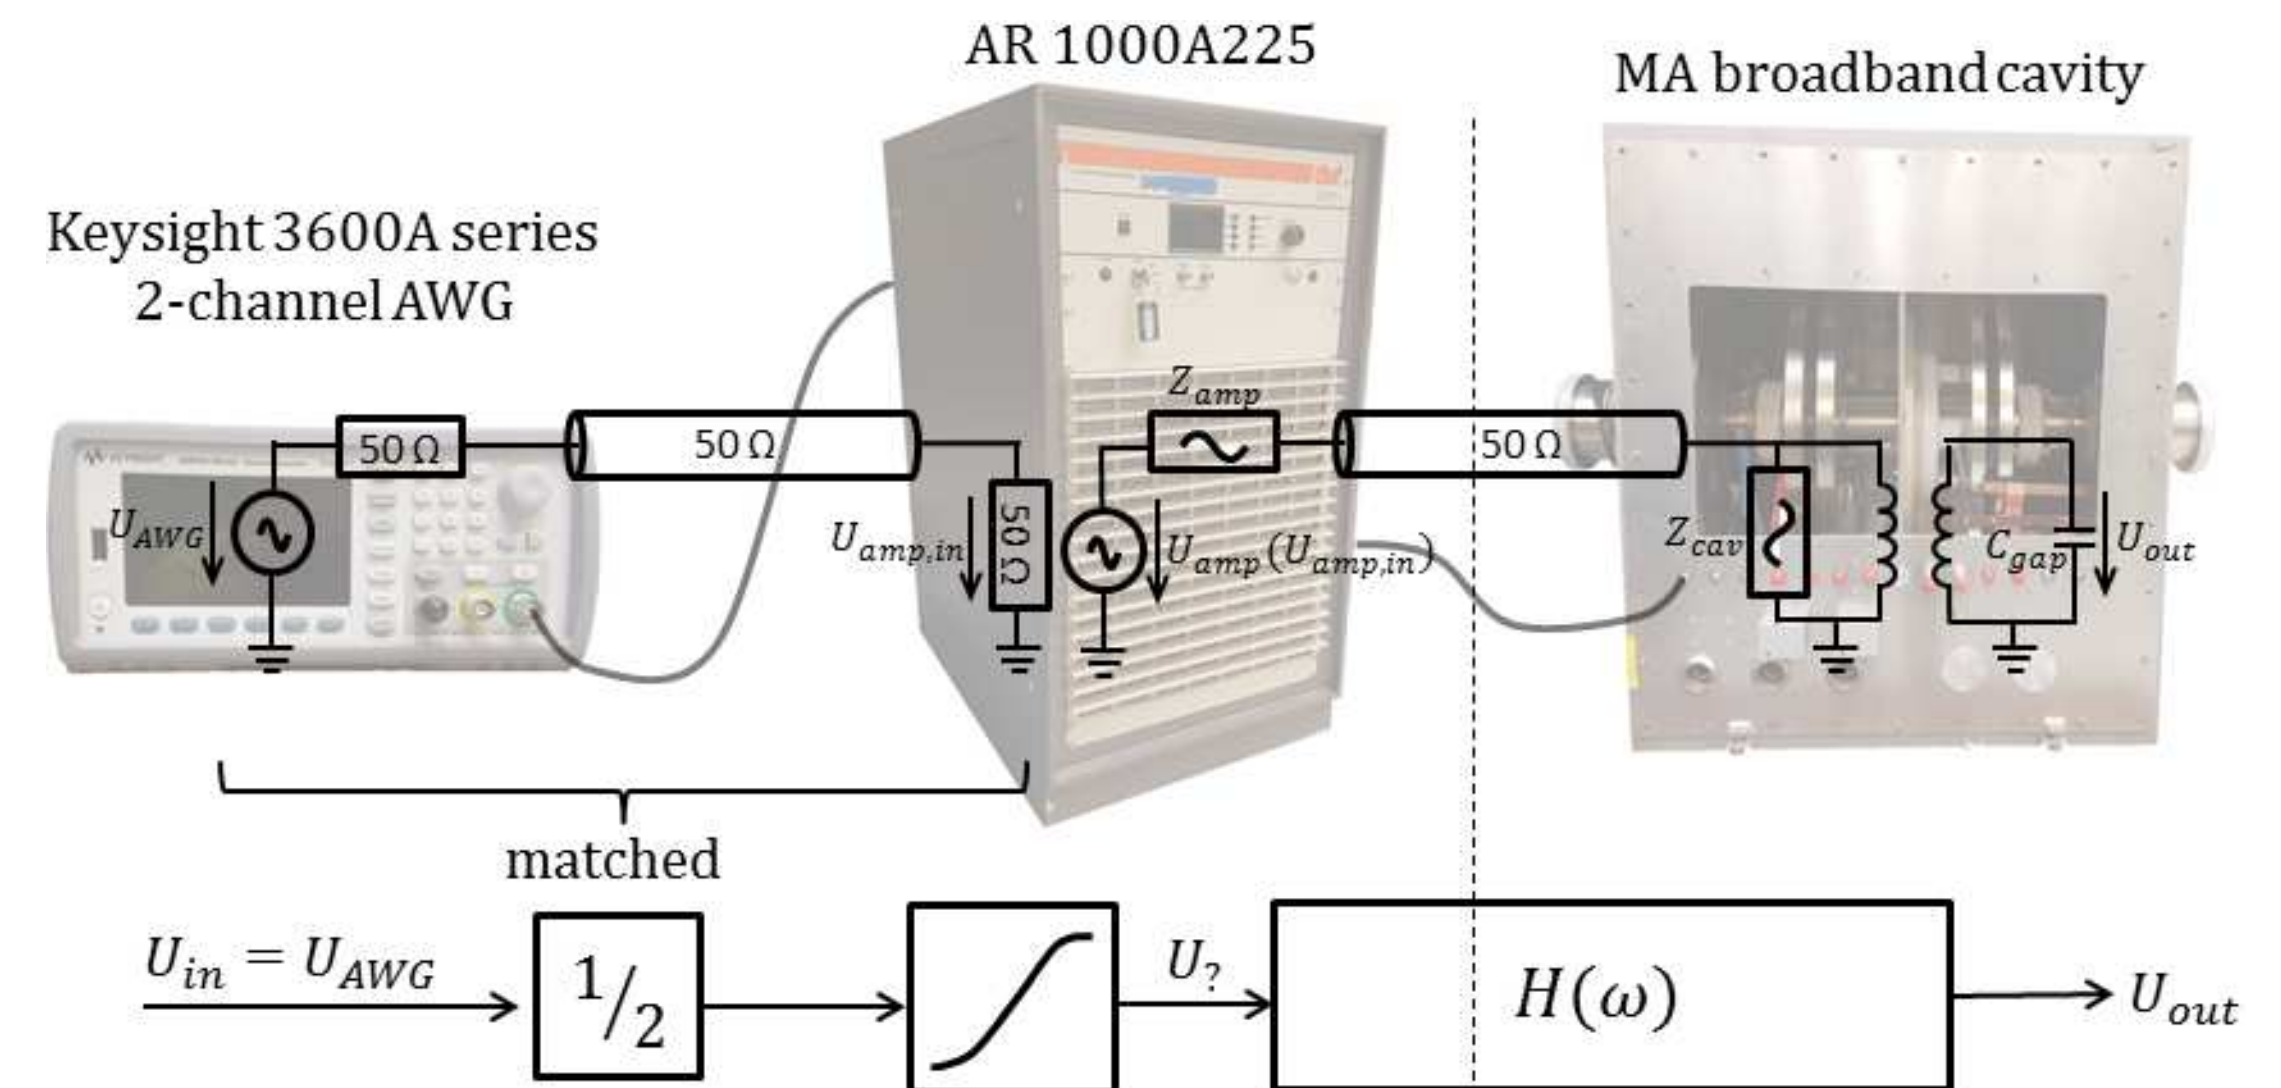 AR 1000A225
MA broadband cavity
Keysight 3600A series
2-channel AWG
Z_amp
50 Ω
50 Ω
50 Ω
U_AWG
U_amp,in
50 Ω
U_amp(U_amp,in)
Z_cav
C_gap
U_out
matched
U_in = U_AWG
1/2
U_?
H(ω)
U_out